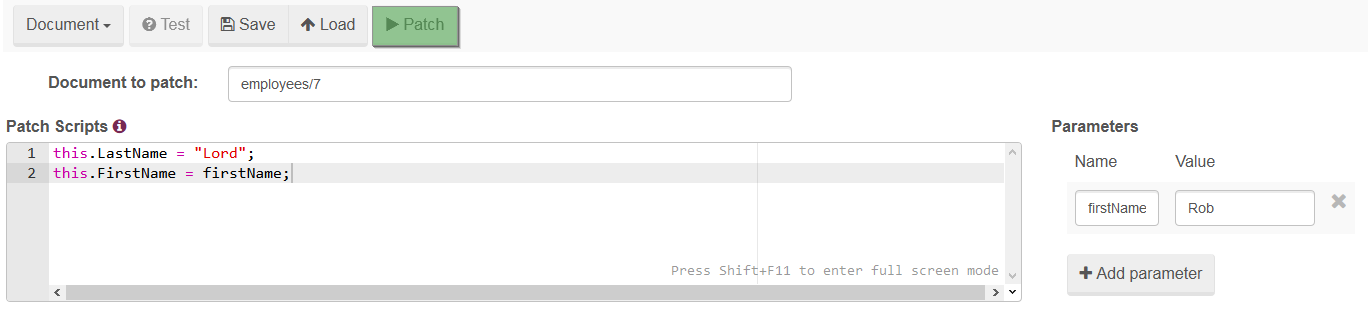 Document Test Save Load Patch
Document to patch: employees/7
Patch Scripts
1 this.LastName = "Lord";
2 this.FirstName = firstName;
Press Shift+F11 to enter full screen mode
Parameters
Name Value
firstName Rob
Add parameter